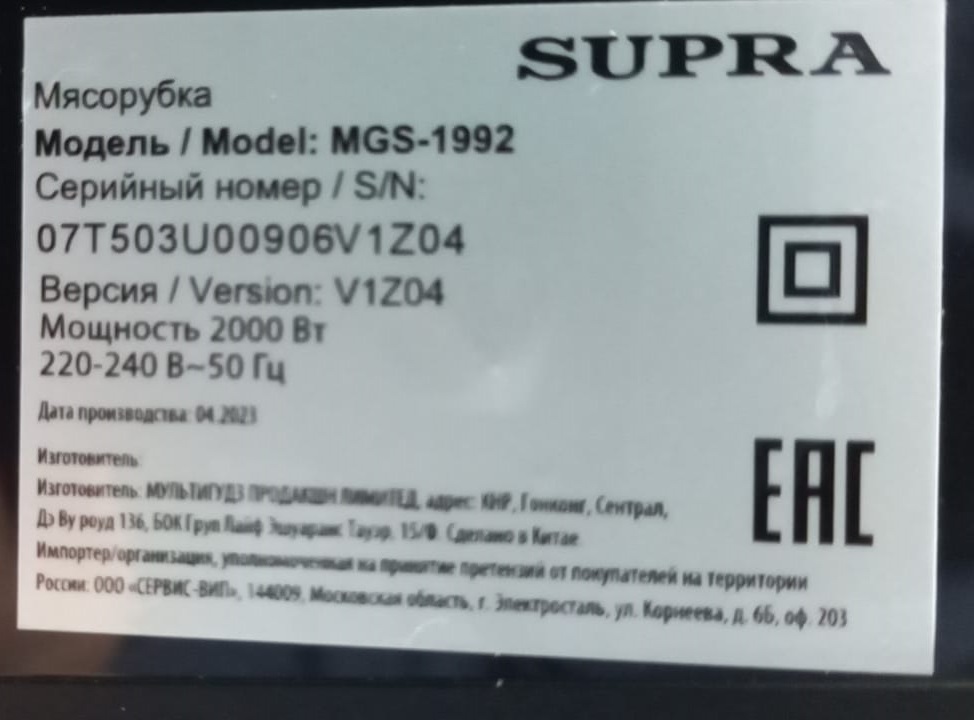 SUPRA
Мясорубка
Модель / Model: MGS-1992
Серийный номер / S/N:
07T503U00906V1Z04
Версия / Version: V1Z04
Мощность 2000 Вт
220-240 В~50 Гц
Дата производства: 04.2023
EAC
Изготовитель:
Изготовитель: МУЛЬТИГУДЗ ПРОДАКШН ЛИМИТЕД, адрес: КНР, Гонконг, Сентрал,
Дэ Ву роуд 136, БОК Груп Лайф Эшуаранс Тауэр, 15/Ф. Сделано в Китае.
Импортер/организация, уполномоченная на принятие претензий от покупателей на территории
России: ООО «СЕРВИС-ВИП», 144009, Московская область, г. Электросталь, ул. Корнеева, д. 6Б, оф. 203